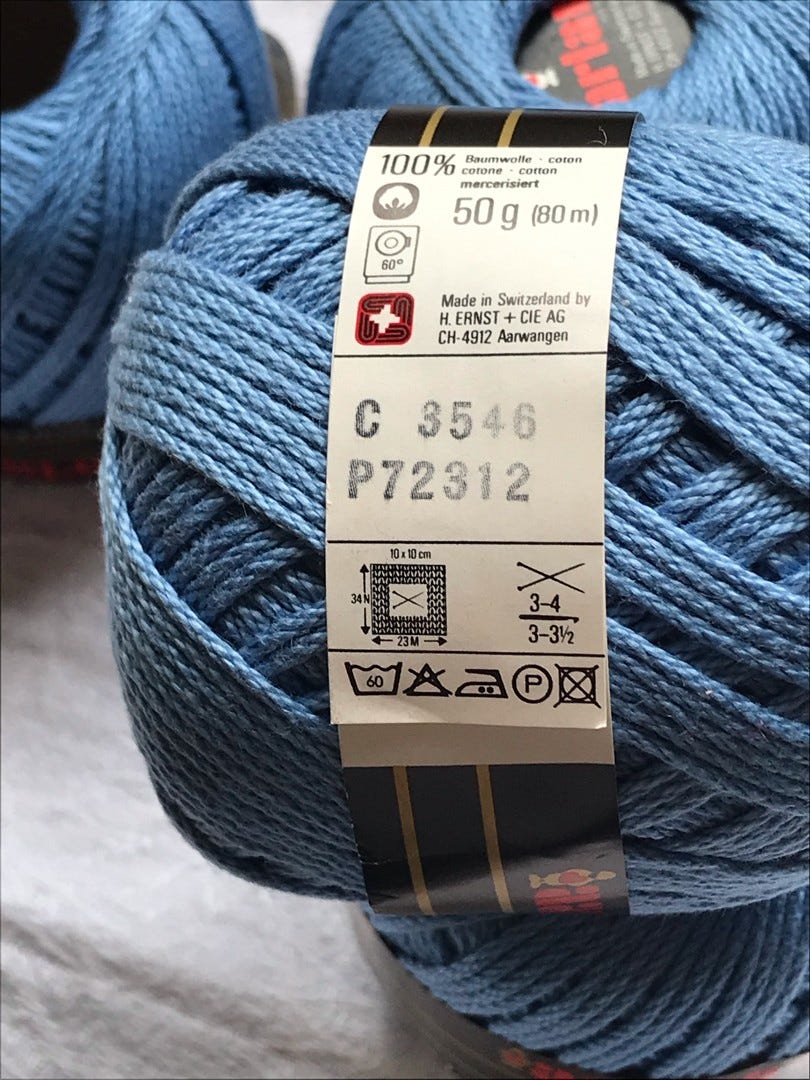 100% Baumwolle · coton
cotone · cotton
mercerisiert
50 g (80 m)
60°
Made in Switzerland by
H. ERNST + CIE AG
CH-4912 Aarwangen
C 3546
P72312
10 x 10 cm
34 N
23 M
3-4
3-3½
60
P